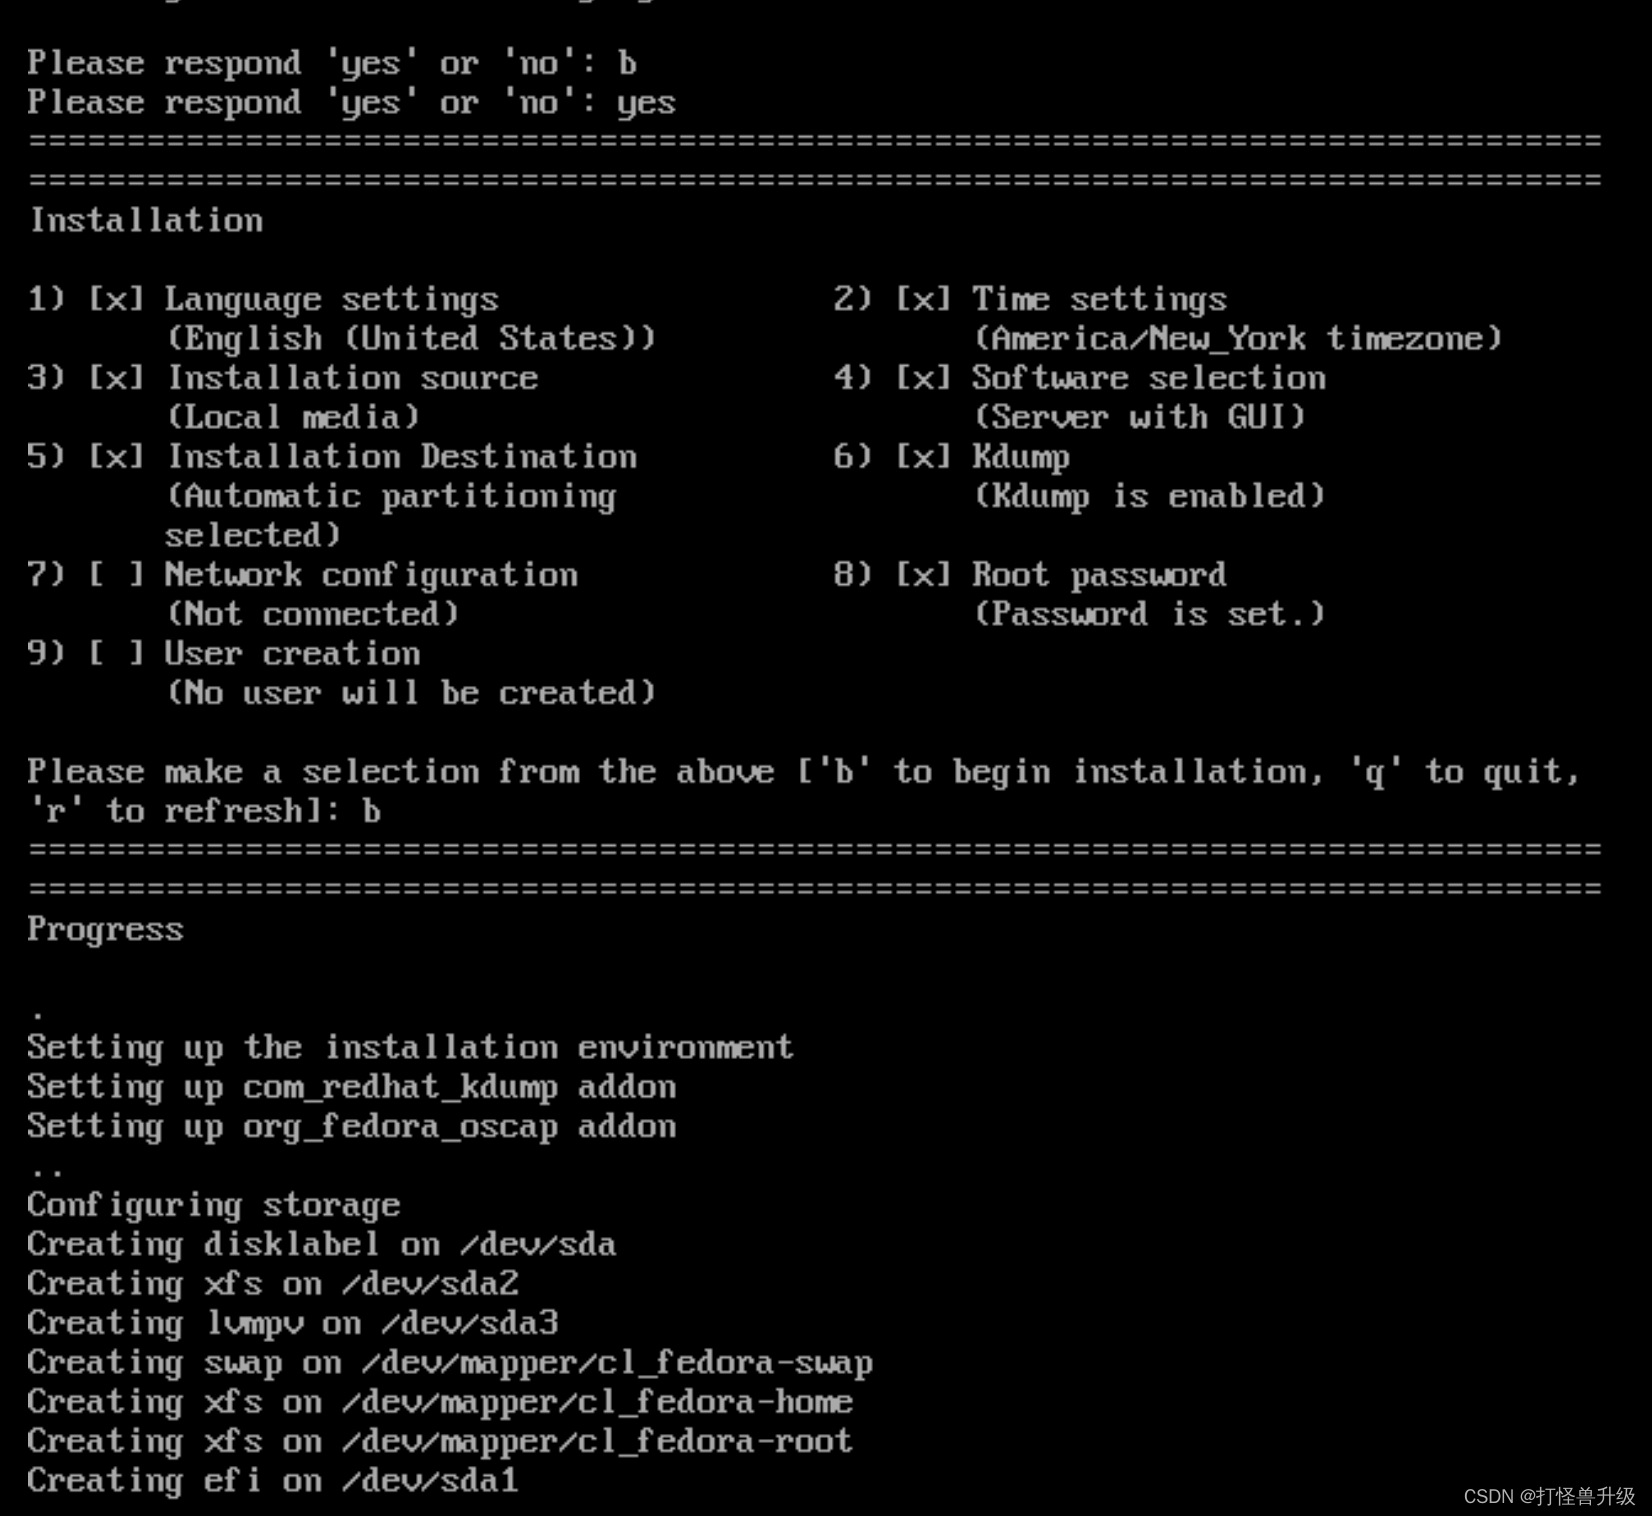 Please respond 'yes' or 'no': b
Please respond 'yes' or 'no': yes
================================================================================
================================================================================
Installation
1) [x] Language settings 2) [x] Time settings
(English (United States)) (America/New_York timezone)
3) [x] Installation source 4) [x] Software selection
(Local media) (Server with GUI)
5) [x] Installation Destination 6) [x] Kdump
(Automatic partitioning (Kdump is enabled)
selected)
7) [ ] Network configuration 8) [x] Root password
(Not connected) (Password is set.)
9) [ ] User creation
(No user will be created)
Please make a selection from the above ['b' to begin installation, 'q' to quit,
'r' to refresh]: b
================================================================================
================================================================================
Progress
.
Setting up the installation environment
Setting up com_redhat_kdump addon
Setting up org_fedora_oscap addon
..
Configuring storage
Creating disklabel on /dev/sda
Creating xfs on /dev/sda2
Creating lvmpv on /dev/sda3
Creating swap on /dev/mapper/cl_fedora-swap
Creating xfs on /dev/mapper/cl_fedora-home
Creating xfs on /dev/mapper/cl_fedora-root
Creating efi on /dev/sda1
CSDN @打怪兽升级